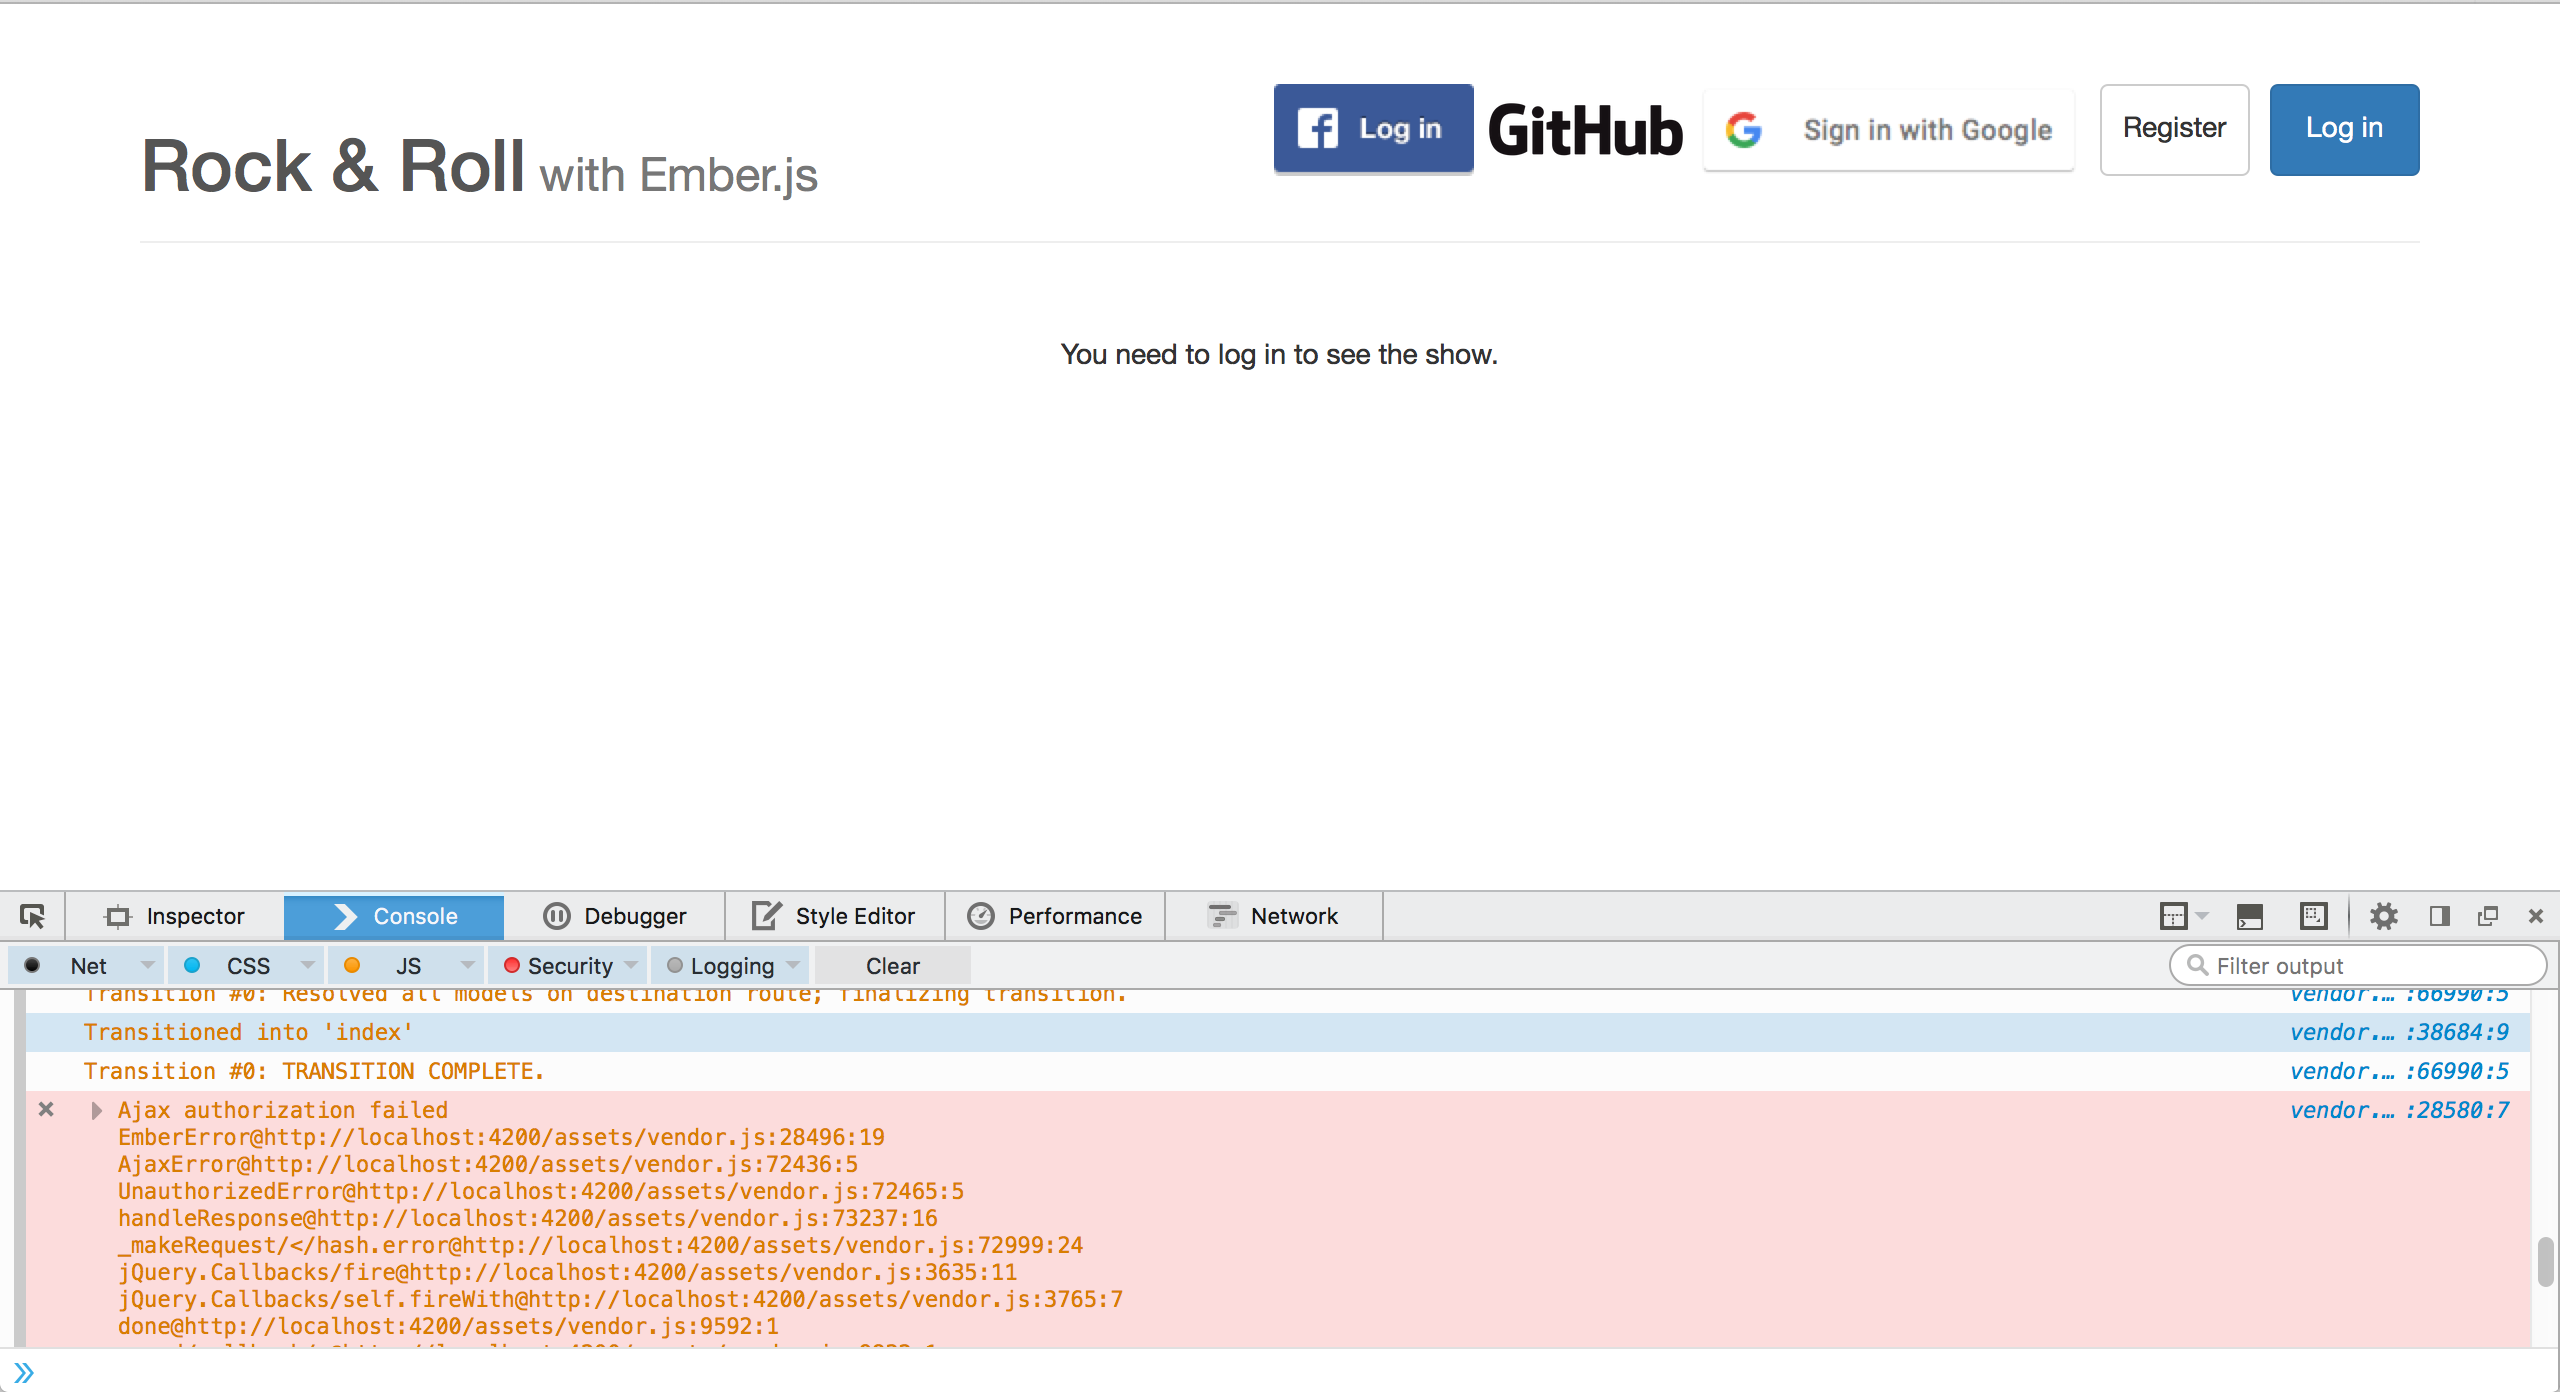 Log in
GitHub
Sign in with Google
Register
Log in
Rock & Roll with Ember.js
You need to log in to see the show.
Inspector
Console
Debugger
Style Editor
Performance
Network
Net
CSS
JS
Security
Logging
Clear
Filter output
Transition #0: Resolved all models on destination route; finalizing transition. vendor.… :66990:5
Transitioned into 'index' vendor.… :38684:9
Transition #0: TRANSITION COMPLETE. vendor.… :66990:5
Ajax authorization failed vendor.… :28580:7
EmberError@http://localhost:4200/assets/vendor.js:28496:19
AjaxError@http://localhost:4200/assets/vendor.js:72436:5
UnauthorizedError@http://localhost:4200/assets/vendor.js:72465:5
handleResponse@http://localhost:4200/assets/vendor.js:73237:16
_makeRequest/</hash.error@http://localhost:4200/assets/vendor.js:72999:24
jQuery.Callbacks/fire@http://localhost:4200/assets/vendor.js:3635:11
jQuery.Callbacks/self.fireWith@http://localhost:4200/assets/vendor.js:3765:7
done@http://localhost:4200/assets/vendor.js:9592:1